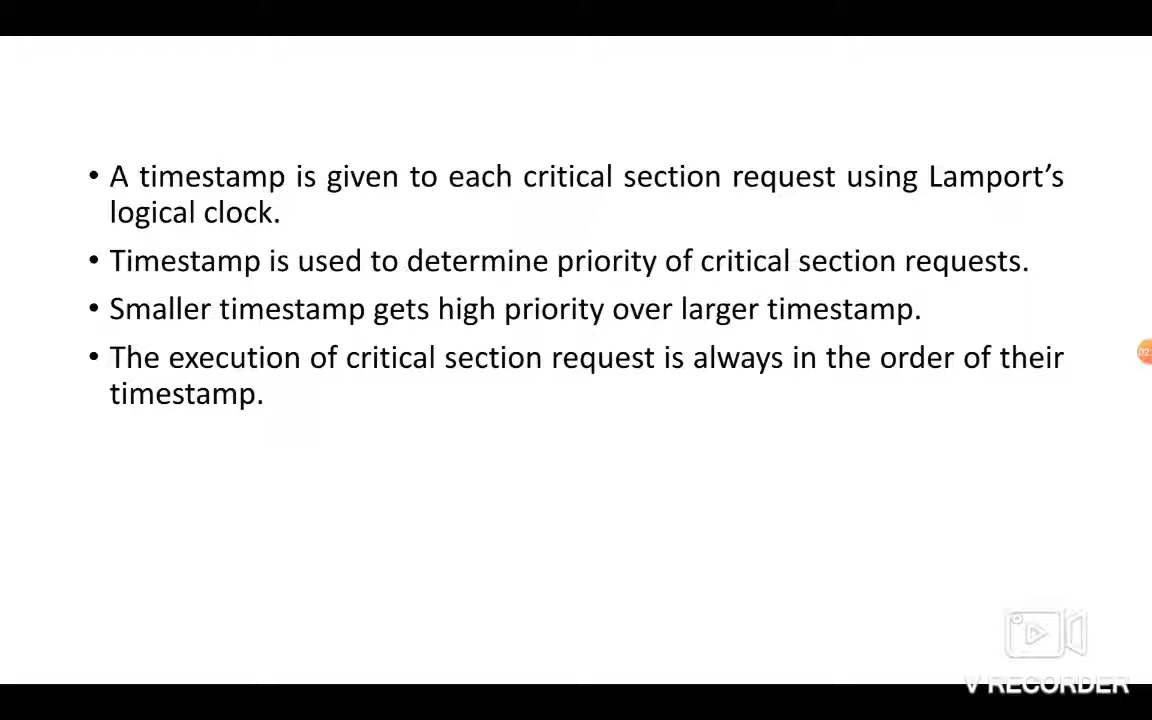 • A timestamp is given to each critical section request using Lamport’s
logical clock.
• Timestamp is used to determine priority of critical section requests.
• Smaller timestamp gets high priority over larger timestamp.
• The execution of critical section request is always in the order of their
timestamp.
V RECORDER